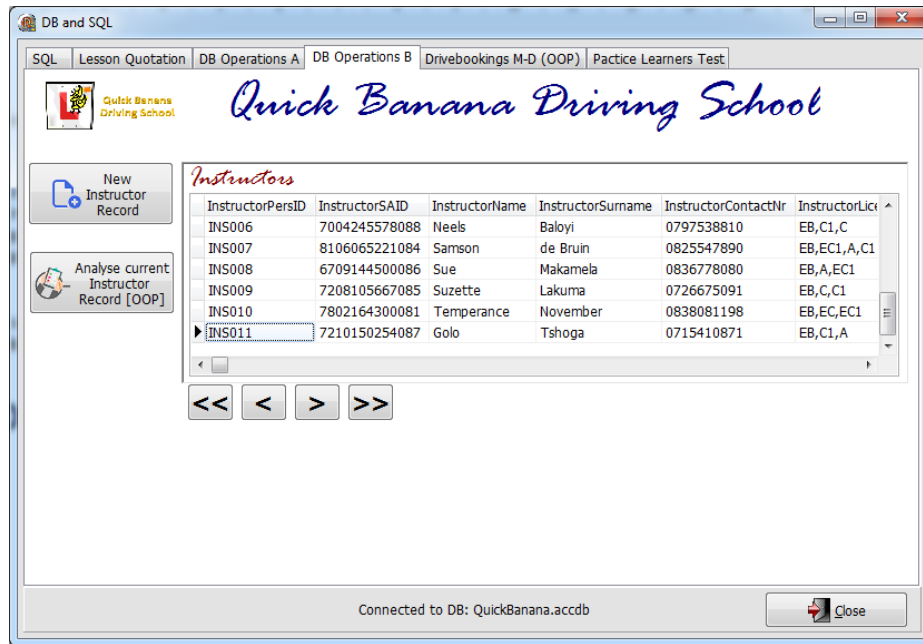 DB and SQL
SQL Lesson Quotation DB Operations A DB Operations B Drivebookings M-D (OOP) Pactice Learners Test
Quick Banana
Driving School
Quick Banana Driving School
New
Instructor
Record
Analyse current
Instructor
Record [OOP]
Instructors
InstructorPersID InstructorSAID InstructorName InstructorSurname InstructorContactNr InstructorLice
INS006 7004245578088 Neels Baloyi 0797538810 EB,C1,C
INS007 8106065221084 Samson de Bruin 0825547890 EB,EC1,A,C1
INS008 6709144500086 Sue Makamela 0836778080 EB,A,EC1
INS009 7208105667085 Suzette Lakuma 0726675091 EB,C,C1
INS010 7802164300081 Temperance November 0838081198 EB,EC,EC1
INS011 7210150254087 Golo Tshoga 0715410871 EB,C1,A
<< < > >>
Connected to DB: QuickBanana.accdb
Close